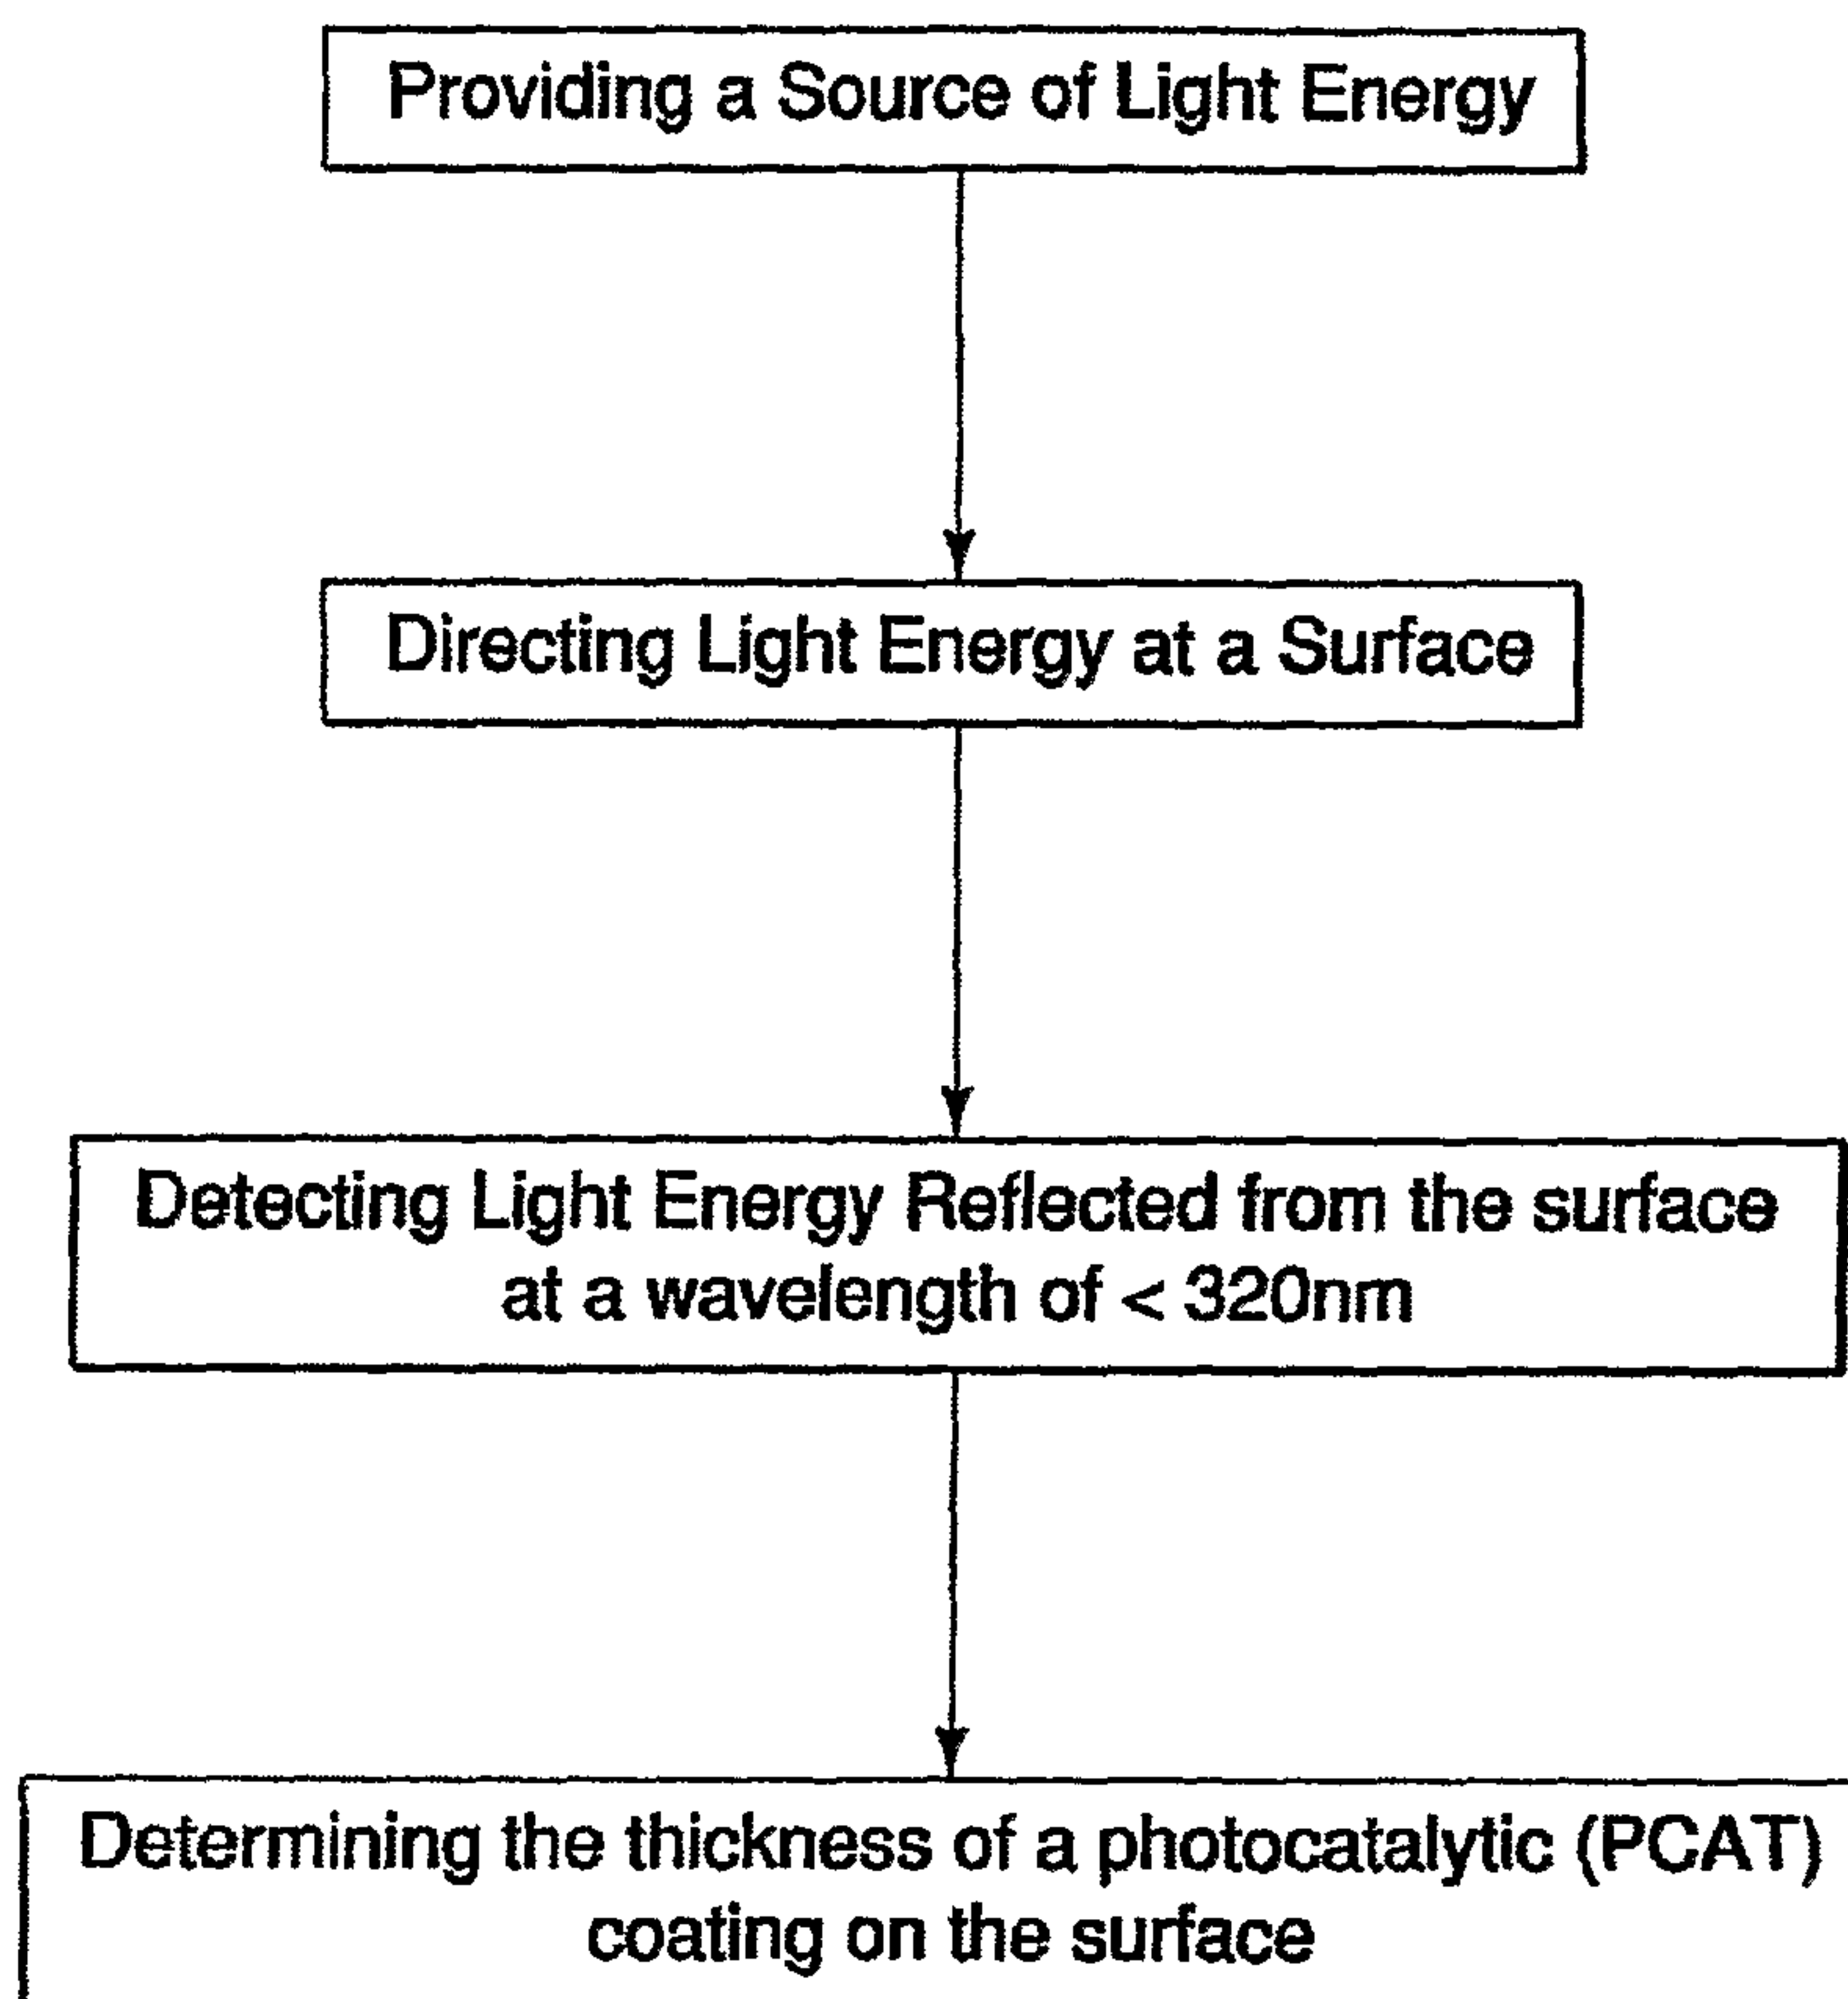 Providing a Source of Light Energy
Directing Light Energy at a Surface
Detecting Light Energy Reflected from the surface
at a wavelength of < 320nm
Determining the thickness of a photocatalytic (PCAT)
coating on the surface